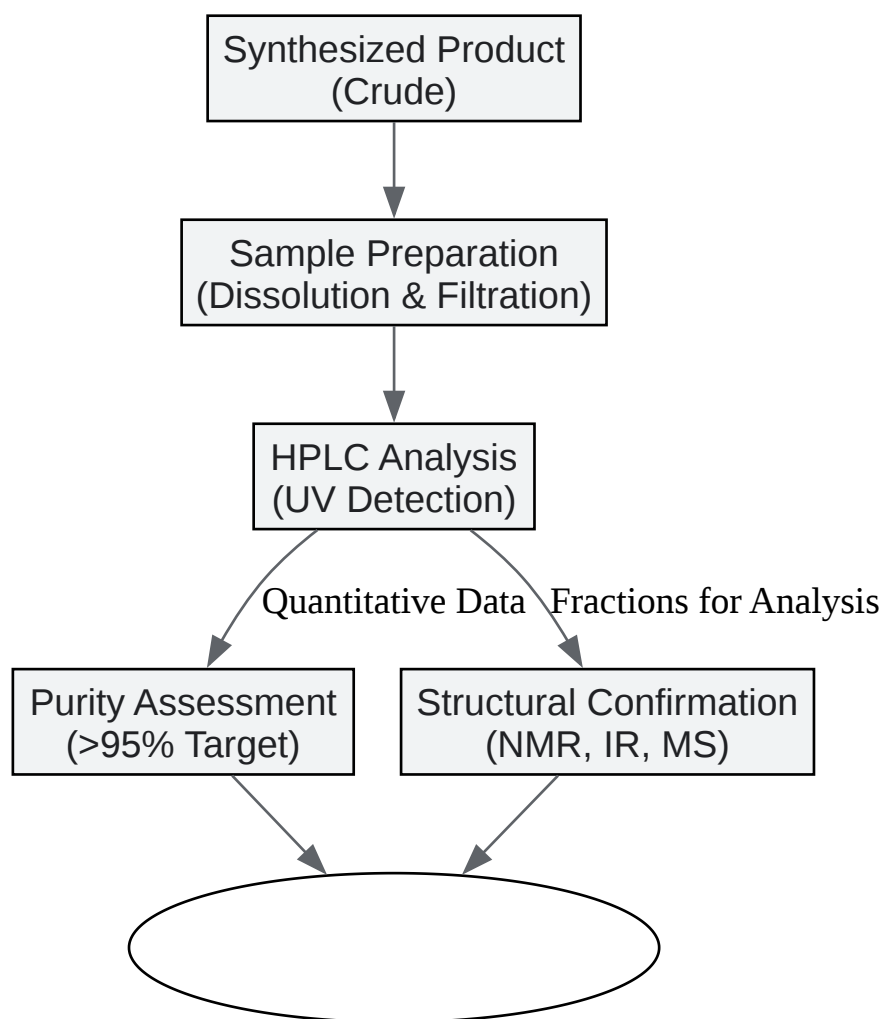 Synthesized Product
(Crude)
Sample Preparation
(Dissolution & Filtration)
HPLC Analysis
(UV Detection)
Quantitative Data
Fractions for Analysis
Purity Assessment
(>95% Target)
Structural Confirmation
(NMR, IR, MS)